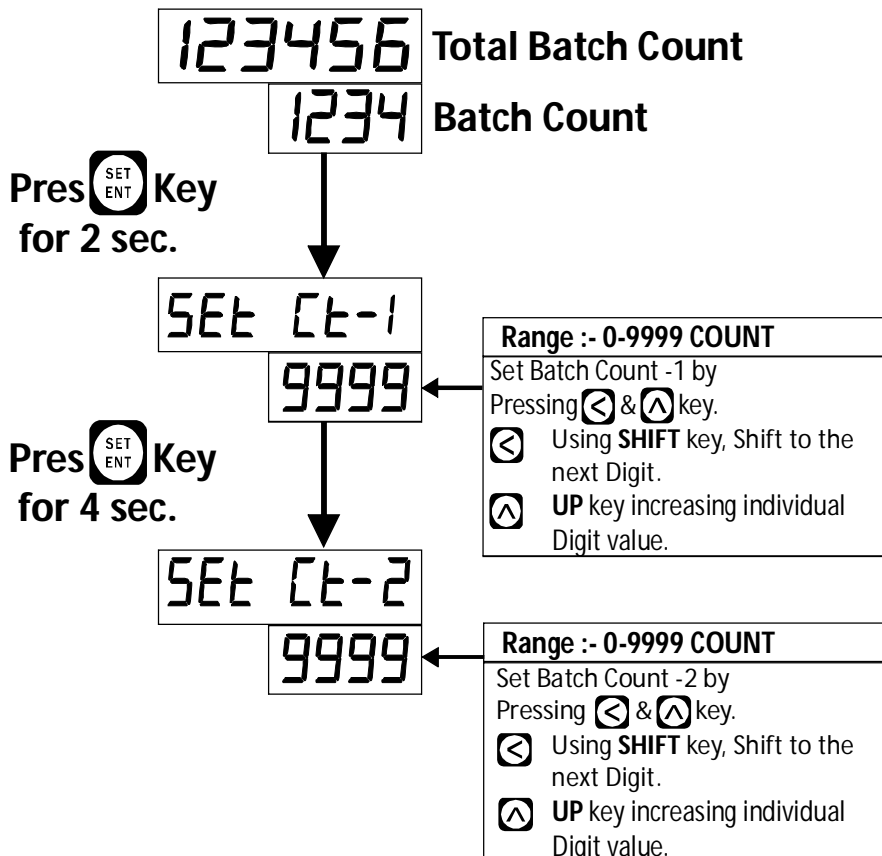 123456 Total Batch Count
1234 Batch Count
Pres SET ENT Key
for 2 sec.
SEt Ct-1
9999
Range :- 0-9999 COUNT
Set Batch Count -1 by
Pressing < & ^ key.
< Using SHIFT key, Shift to the
next Digit.
^ UP key increasing individual
Digit value.
Pres SET ENT Key
for 4 sec.
SEt Ct-2
9999
Range :- 0-9999 COUNT
Set Batch Count -2 by
Pressing < & ^ key.
< Using SHIFT key, Shift to the
next Digit.
^ UP key increasing individual
Digit value.